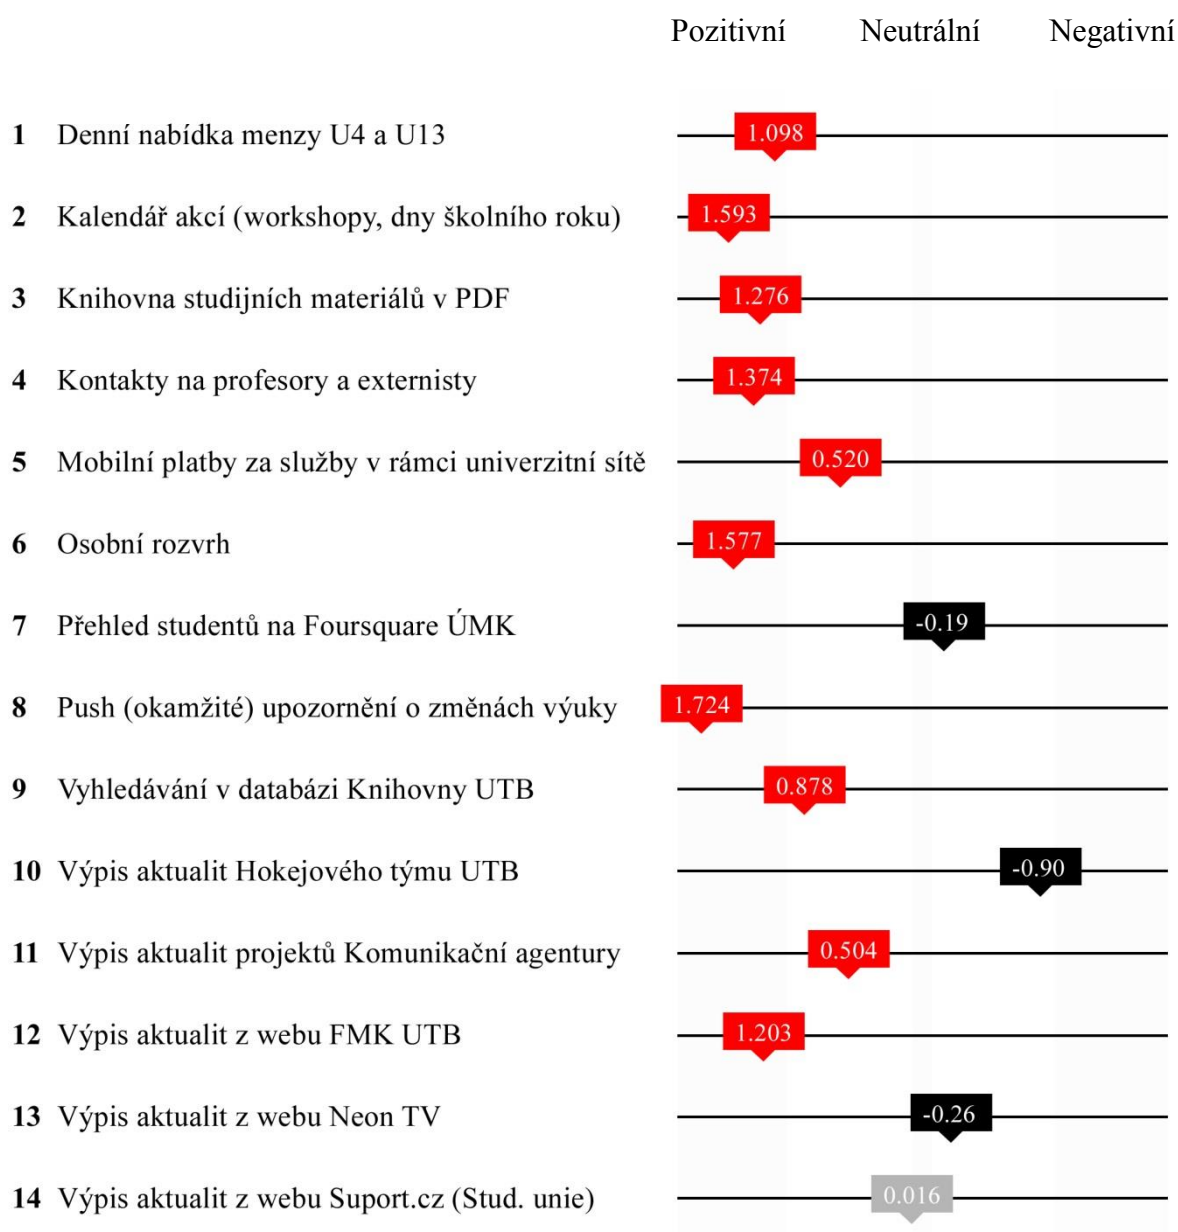 Pozitivní Neutrální Negativní
1 Denní nabídka menzy U4 a U13 1.098
2 Kalendář akcí (workshopy, dny školního roku) 1.593
3 Knihovna studijních materiálů v PDF 1.276
4 Kontakty na profesory a externisty 1.374
5 Mobilní platby za služby v rámci univerzitní sítě 0.520
6 Osobní rozvrh 1.577
7 Přehled studentů na Foursquare ÚMK -0.19
8 Push (okamžité) upozornění o změnách výuky 1.724
9 Vyhledávání v databázi Knihovny UTB 0.878
10 Výpis aktualit Hokejového týmu UTB -0.90
11 Výpis aktualit projektů Komunikační agentury 0.504
12 Výpis aktualit z webu FMK UTB 1.203
13 Výpis aktualit z webu Neon TV -0.26
14 Výpis aktualit z webu Suport.cz (Stud. unie) 0.016